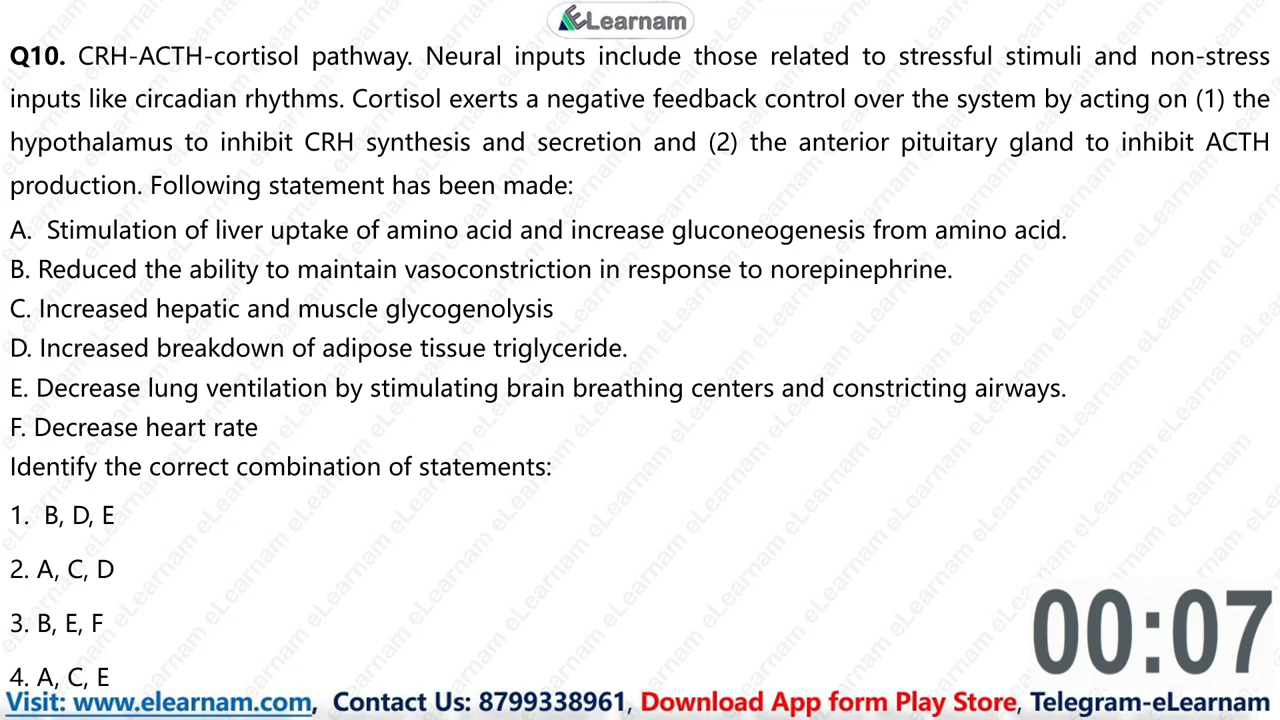 eLearnam
Q10. CRH-ACTH-cortisol pathway. Neural inputs include those related to stressful stimuli and non-stress
inputs like circadian rhythms. Cortisol exerts a negative feedback control over the system by acting on (1) the
hypothalamus to inhibit CRH synthesis and secretion and (2) the anterior pituitary gland to inhibit ACTH
production. Following statement has been made:
A. Stimulation of liver uptake of amino acid and increase gluconeogenesis from amino acid.
B. Reduced the ability to maintain vasoconstriction in response to norepinephrine.
C. Increased hepatic and muscle glycogenolysis
D. Increased breakdown of adipose tissue triglyceride.
E. Decrease lung ventilation by stimulating brain breathing centers and constricting airways.
F. Decrease heart rate
Identify the correct combination of statements:
1. B, D, E
2. A, C, D
3. B, E, F
4. A, C, E
00:07
Visit: www.elearnam.com, Contact Us: 8799338961, Download App form Play Store, Telegram-eLearnam